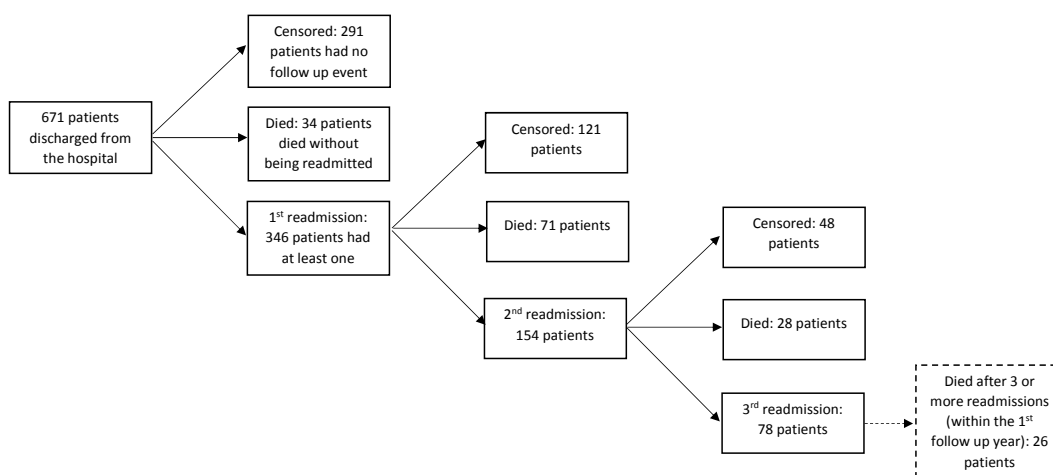 Censored: 291
patients had no
follow up event
671 patients
discharged from
the hospital
Died: 34 patients
died without
being readmitted
1st readmission:
346 patients had
at least one
Censored: 121
patients
Died: 71 patients
2nd readmission:
154 patients
Censored: 48
patients
Died: 28 patients
3rd readmission:
78 patients
Died after 3 or
more readmissions
(within the 1st
follow up year): 26
patients